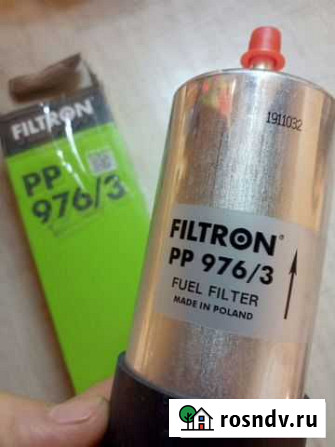 FILTRON
PP
976/3
1911032
FILTRON®
PP 976/3
FUEL FILTER
MADE IN POLAND
rosndv.ru